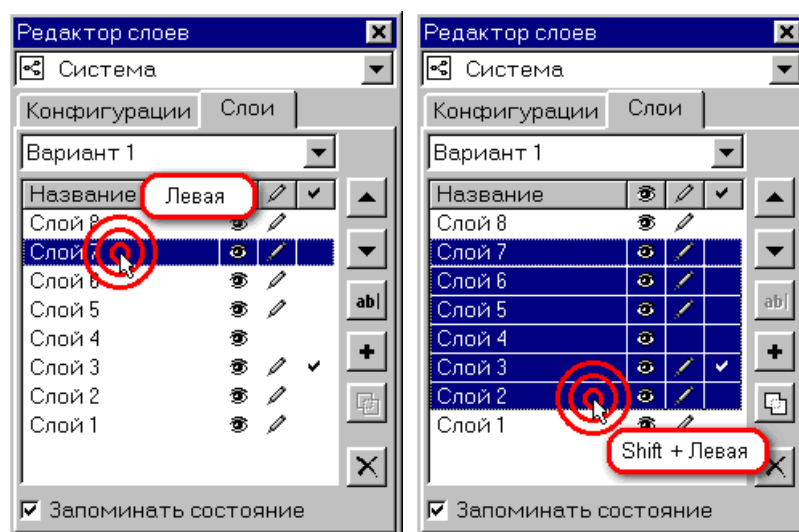 Редактор слоев
Система
Конфигурации Слои
Вариант 1
Название
Левая
Слой 8
Слой 7
Слой 6
Слой 5
ab|
Слой 4
Слой 3
Слой 2
Слой 1
Запоминать состояние
Редактор слоев
Система
Конфигурации Слои
Вариант 1
Название
Слой 8
Слой 7
Слой 6
Слой 5
ab|
Слой 4
Слой 3
Слой 2
Слой 1
Shift + Левая
Запоминать состояние